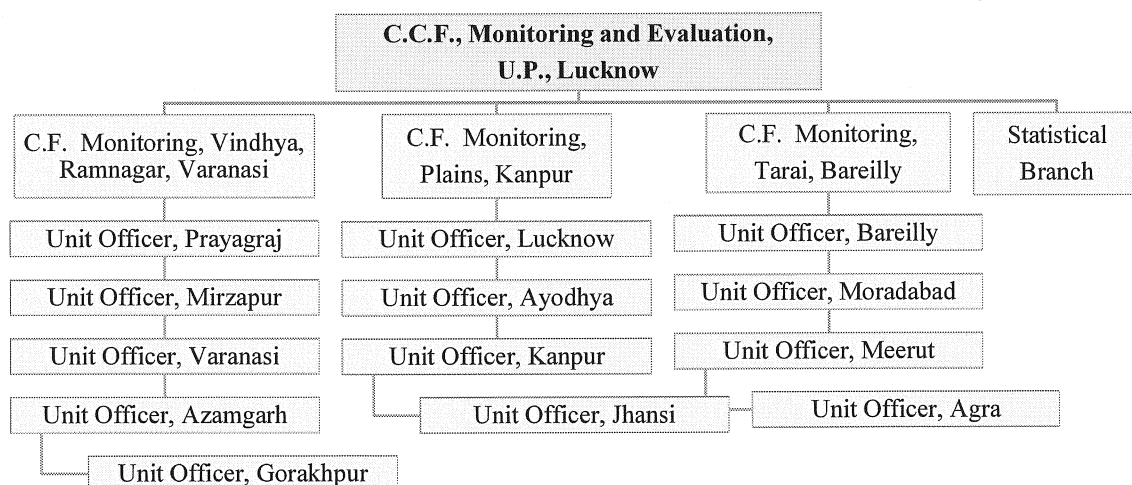 C.C.F., Monitoring and Evaluation,
U.P., Lucknow
C.F. Monitoring, Vindhya,
Ramnagar, Varanasi
C.F. Monitoring,
Plains, Kanpur
C.F. Monitoring,
Tarai, Bareilly
Statistical
Branch
Unit Officer, Prayagraj
Unit Officer, Lucknow
Unit Officer, Bareilly
Unit Officer, Mirzapur
Unit Officer, Ayodhya
Unit Officer, Moradabad
Unit Officer, Varanasi
Unit Officer, Kanpur
Unit Officer, Meerut
Unit Officer, Azamgarh
Unit Officer, Jhansi
Unit Officer, Agra
Unit Officer, Gorakhpur